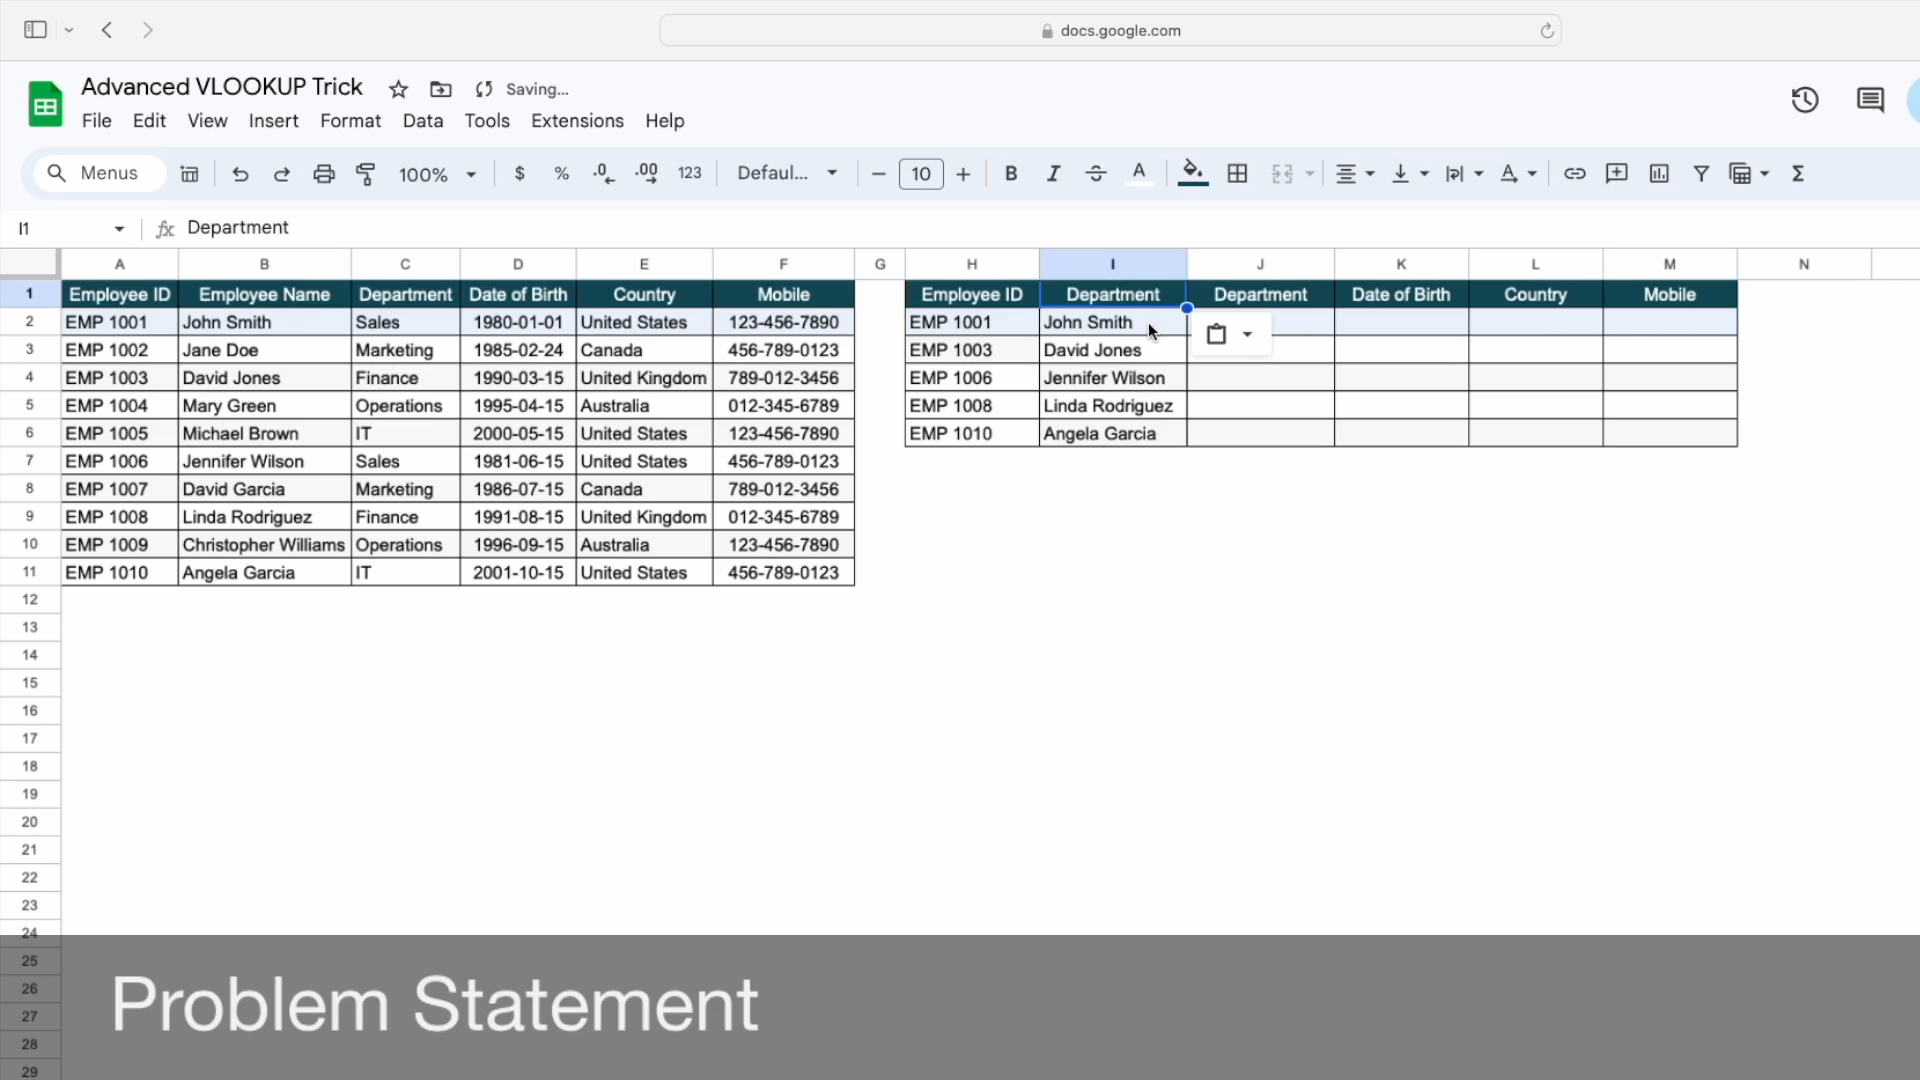 docs.google.com
Advanced VLOOKUP Trick Saving...
File Edit View Insert Format Data Tools Extensions Help
Menus 100% $ % .0 .00 123 Defaul... 10 B I A
I1 fx Department
A B C D E F G H I J K L M N
1 Employee ID Employee Name Department Date of Birth Country Mobile Employee ID Department Department Date of Birth Country Mobile
2 EMP 1001 John Smith Sales 1980-01-01 United States 123-456-7890 EMP 1001 John Smith
3 EMP 1002 Jane Doe Marketing 1985-02-24 Canada 456-789-0123 EMP 1003 David Jones
4 EMP 1003 David Jones Finance 1990-03-15 United Kingdom 789-012-3456 EMP 1006 Jennifer Wilson
5 EMP 1004 Mary Green Operations 1995-04-15 Australia 012-345-6789 EMP 1008 Linda Rodriguez
6 EMP 1005 Michael Brown IT 2000-05-15 United States 123-456-7890 EMP 1010 Angela Garcia
7 EMP 1006 Jennifer Wilson Sales 1981-06-15 United States 456-789-0123
8 EMP 1007 David Garcia Marketing 1986-07-15 Canada 789-012-3456
9 EMP 1008 Linda Rodriguez Finance 1991-08-15 United Kingdom 012-345-6789
10 EMP 1009 Christopher Williams Operations 1996-09-15 Australia 123-456-7890
11 EMP 1010 Angela Garcia IT 2001-10-15 United States 456-789-0123
12
13
14
15
16
17
18
19
20
21
22
23
24
25
26
Problem Statement
27
28
29